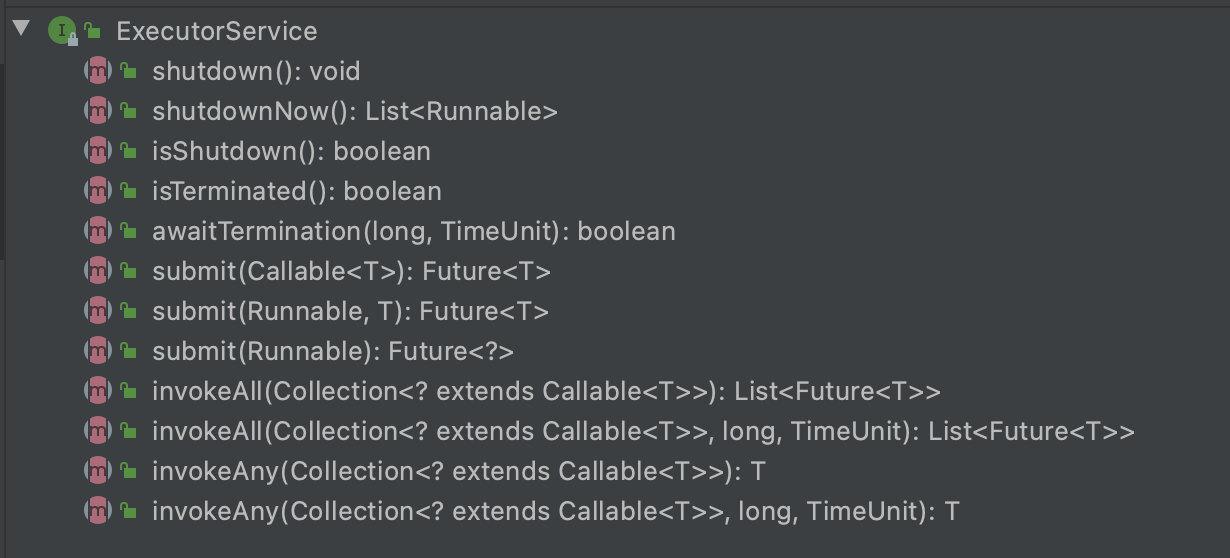 ExecutorService
shutdown(): void
shutdownNow(): List<Runnable>
isShutdown(): boolean
isTerminated(): boolean
awaitTermination(long, TimeUnit): boolean
submit(Callable<T>): Future<T>
submit(Runnable, T): Future<T>
submit(Runnable): Future<?>
invokeAll(Collection<? extends Callable<T>>): List<Future<T>>
invokeAll(Collection<? extends Callable<T>>, long, TimeUnit): List<Future<T>>
invokeAny(Collection<? extends Callable<T>>): T
invokeAny(Collection<? extends Callable<T>>, long, TimeUnit): T